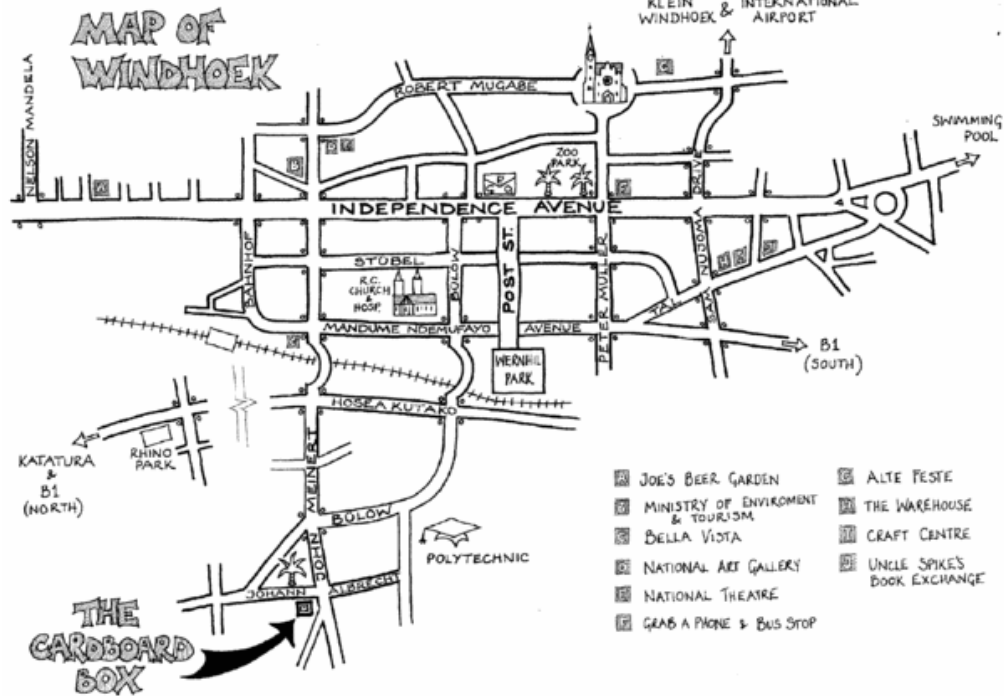 MAP OF
WINDHOEK
KLEIN
WINDHOEK & INTERNATIONAL
AIRPORT
NELSON MANDELA
ROBERT MUGABE
SWIMMING
POOL
ZOO
PARK
INDEPENDENCE AVENUE
SAM NUJOMA DRIVE
BAHNHOF
STÜBEL
BÜLOW
POST ST.
PETER MULLER
TAL
R.C.
CHURCH
&
HOSP.
MANDUME NDEMUFAYO AVENUE
WERNHIL
PARK
B1
(SOUTH)
HOSEA KUTAKO
KATATURA
&
B1
(NORTH)
RHINO
PARK
JOHN MEINERT
BÜLOW
POLYTECHNIC
JOHANN ALBRECHT
THE
CARDBOARD
BOX
JOE'S BEER GARDEN
MINISTRY OF ENVIROMENT
& TOURISM
BELLA VISTA
NATIONAL ART GALLERY
NATIONAL THEATRE
GRAB A PHONE & BUS STOP
ALTE FESTE
THE WAREHOUSE
CRAFT CENTRE
UNCLE SPIKE'S
BOOK EXCHANGE